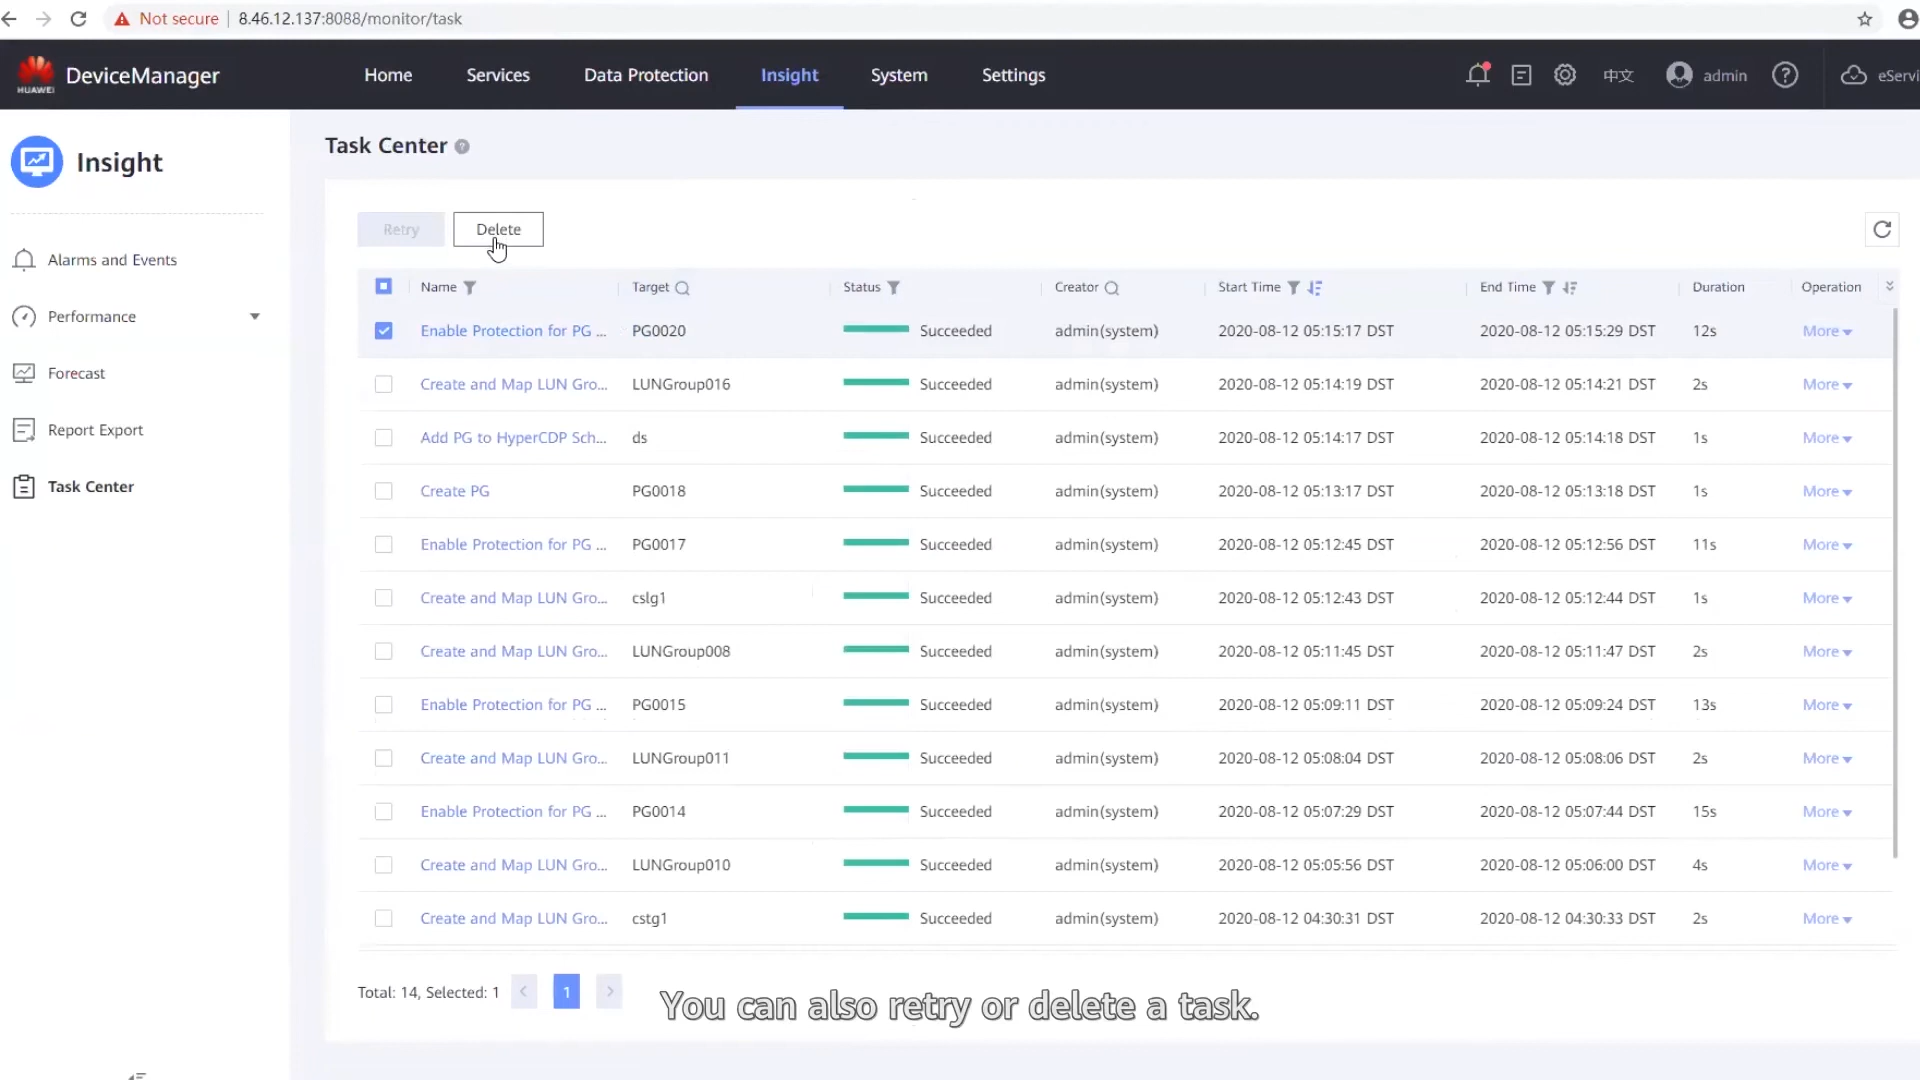 Not secure | 8.46.12.137:8088/monitor/task
HUAWEI DeviceManager Home Services Data Protection Insight System Settings 中文 admin eServi
Insight
Alarms and Events
Performance
Forecast
Report Export
Task Center
Task Center
Retry Delete
Name Target Status Creator Start Time End Time Duration Operation
Enable Protection for PG ... PG0020 Succeeded admin(system) 2020-08-12 05:15:17 DST 2020-08-12 05:15:29 DST 12s More
Create and Map LUN Gro... LUNGroup016 Succeeded admin(system) 2020-08-12 05:14:19 DST 2020-08-12 05:14:21 DST 2s More
Add PG to HyperCDP Sch... ds Succeeded admin(system) 2020-08-12 05:14:17 DST 2020-08-12 05:14:18 DST 1s More
Create PG PG0018 Succeeded admin(system) 2020-08-12 05:13:17 DST 2020-08-12 05:13:18 DST 1s More
Enable Protection for PG ... PG0017 Succeeded admin(system) 2020-08-12 05:12:45 DST 2020-08-12 05:12:56 DST 11s More
Create and Map LUN Gro... cslg1 Succeeded admin(system) 2020-08-12 05:12:43 DST 2020-08-12 05:12:44 DST 1s More
Create and Map LUN Gro... LUNGroup008 Succeeded admin(system) 2020-08-12 05:11:45 DST 2020-08-12 05:11:47 DST 2s More
Enable Protection for PG ... PG0015 Succeeded admin(system) 2020-08-12 05:09:11 DST 2020-08-12 05:09:24 DST 13s More
Create and Map LUN Gro... LUNGroup011 Succeeded admin(system) 2020-08-12 05:08:04 DST 2020-08-12 05:08:06 DST 2s More
Enable Protection for PG ... PG0014 Succeeded admin(system) 2020-08-12 05:07:29 DST 2020-08-12 05:07:44 DST 15s More
Create and Map LUN Gro... LUNGroup010 Succeeded admin(system) 2020-08-12 05:05:56 DST 2020-08-12 05:06:00 DST 4s More
Create and Map LUN Gro... cstg1 Succeeded admin(system) 2020-08-12 04:30:31 DST 2020-08-12 04:30:33 DST 2s More
Total: 14, Selected: 1 < 1 >
You can also retry or delete a task.